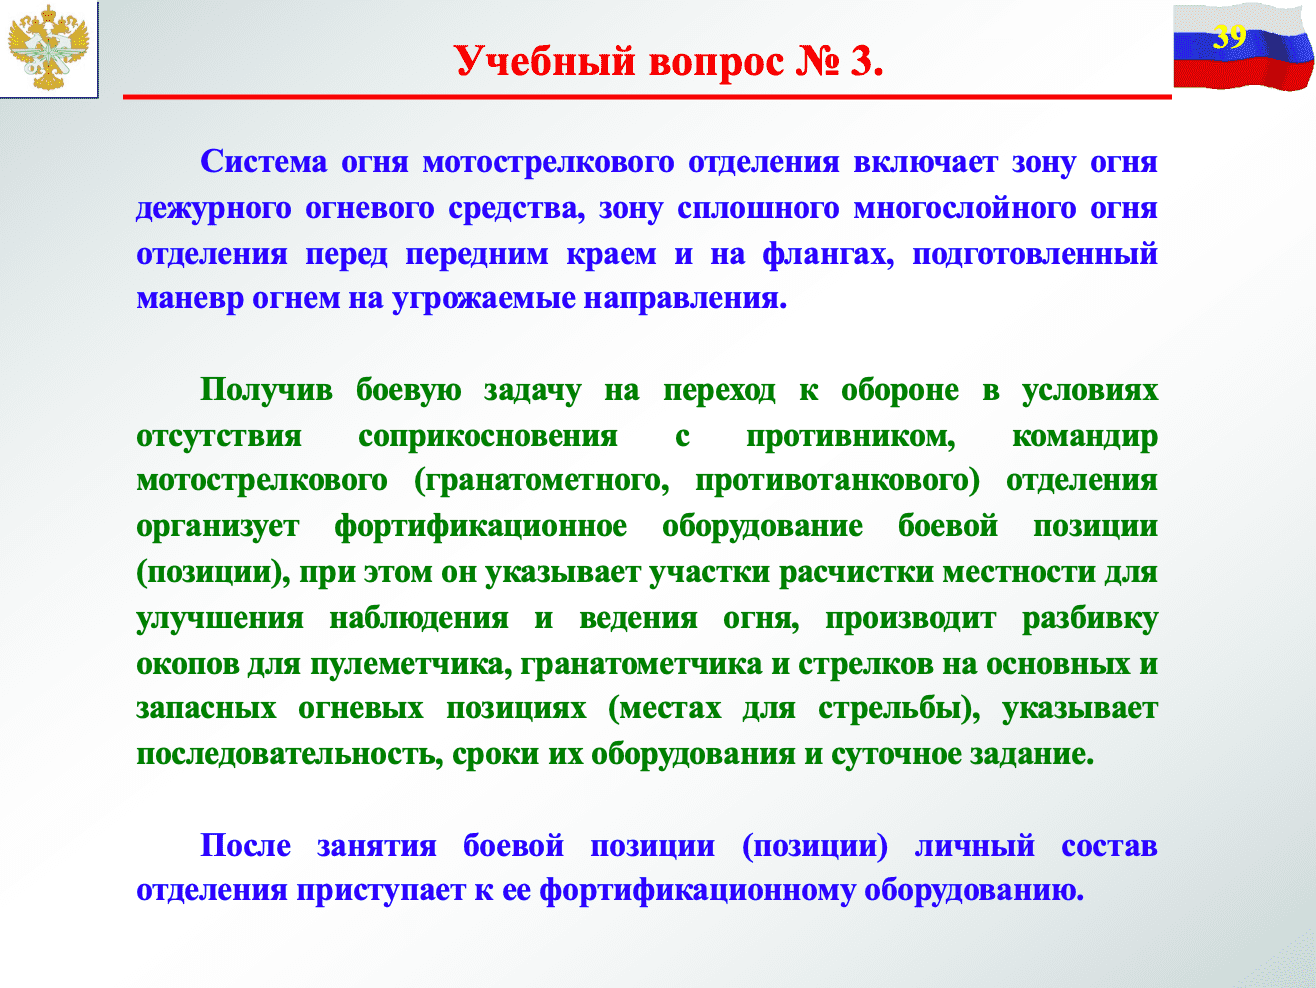 39
Учебный вопрос № 3.
Система огня мотострелкового отделения включает зону огня
дежурного огневого средства, зону сплошного многослойного огня
отделения перед передним краем и на флангах, подготовленный
маневр огнем на угрожаемые направления.
Получив боевую задачу на переход к обороне в условиях
отсутствия соприкосновения с противником, командир
мотострелкового (гранатометного, противотанкового) отделения
организует фортификационное оборудование боевой позиции
(позиции), при этом он указывает участки расчистки местности для
улучшения наблюдения и ведения огня, производит разбивку
окопов для пулеметчика, гранатометчика и стрелков на основных и
запасных огневых позициях (местах для стрельбы), указывает
последовательность, сроки их оборудования и суточное задание.
После занятия боевой позиции (позиции) личный состав
отделения приступает к ее фортификационному оборудованию.